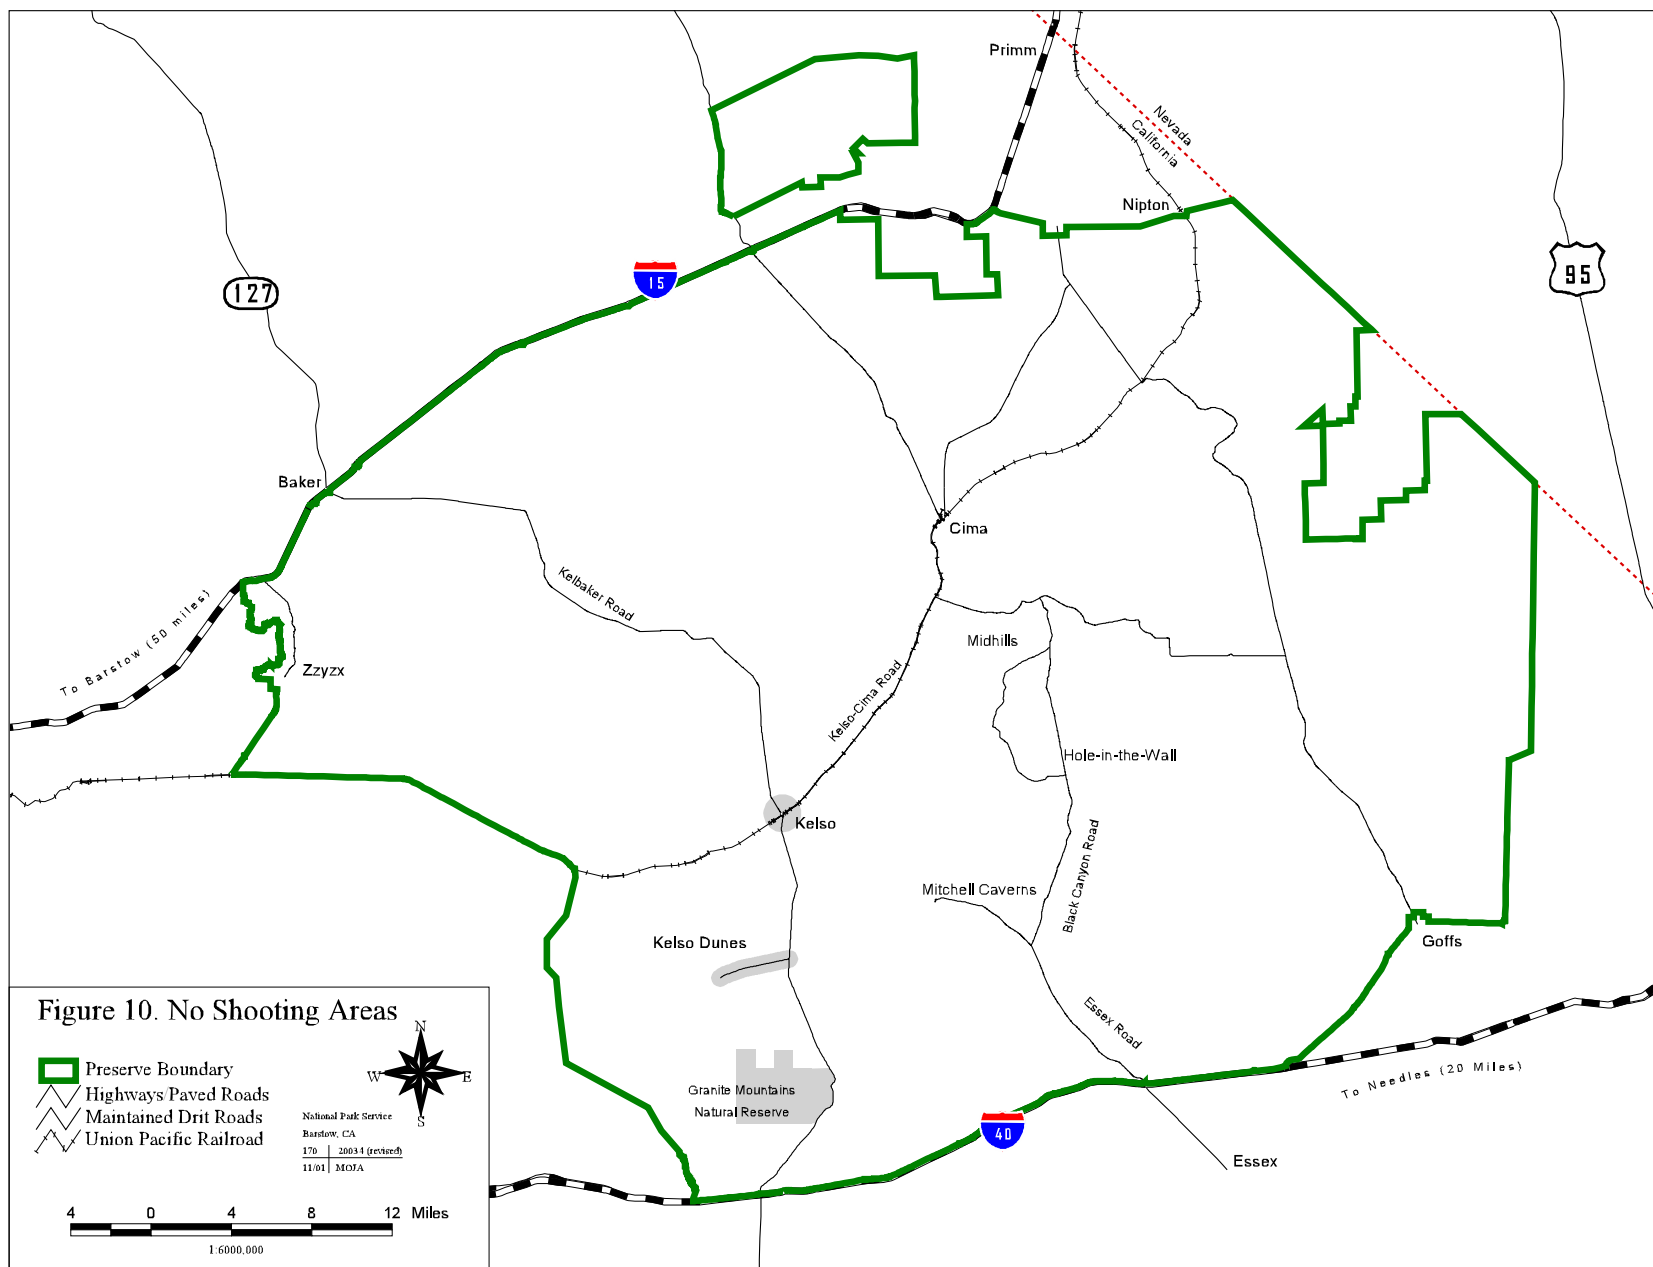 Primm
Nevada
California
Nipton
127
15
95
Baker
Cima
Kelbaker Road
To Barstow (50 miles)
Midhills
Zzyzx
Kelso-Cima Road
Hole-in-the-Wall
Kelso
Black Canyon Road
Mitchell Caverns
Kelso Dunes
Goffs
Essex Road
Granite Mountains
Natural Reserve
To Needles (20 Miles)
40
Essex
Figure 10. No Shooting Areas
N
W E
S
Preserve Boundary
Highways/Paved Roads
Maintained Drit Roads
Union Pacific Railroad
National Park Service
Barstow, CA
170 20034 (revised)
11/01 MOJA
4 0 4 8 12 Miles
1:6000,000